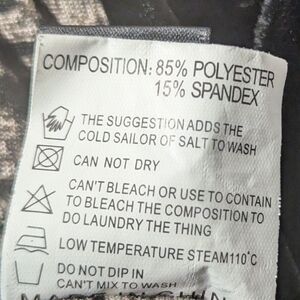 COMPOSITION: 85% POLYESTER
15% SPANDEX
THE SUGGESTION ADDS THE
COLD SAILOR OF SALT TO WASH
CAN NOT DRY
CAN'T BLEACH OR USE TO CONTAIN
TO BLEACH THE COMPOSITION TO
DO LAUNDRY THE THING
LOW TEMPERATURE STEAM110°C
DO NOT DIP IN
CAN'T MIX TO WASH